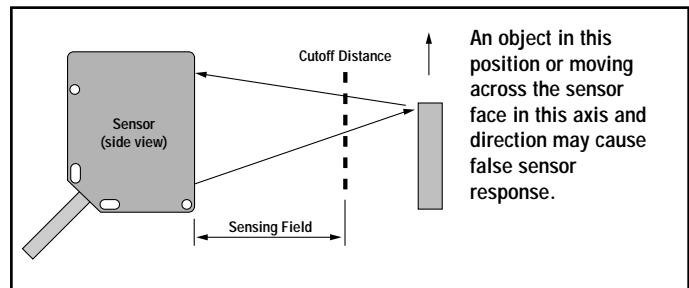 Cutoff Distance
Sensor
(side view)
Sensing Field
An object in this
position or moving
across the sensor
face in this axis and
direction may cause
false sensor
response.